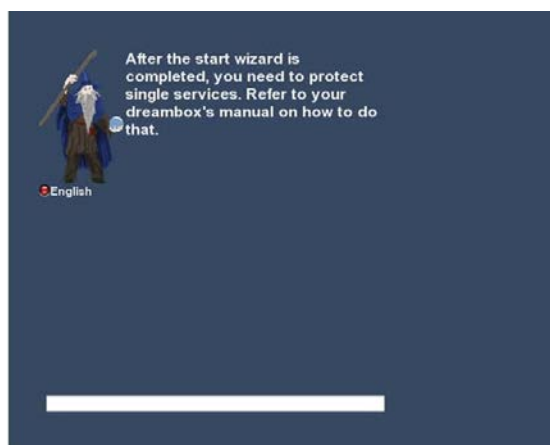 After the start wizard is
completed, you need to protect
single services. Refer to your
dreambox's manual on how to do
that.
English